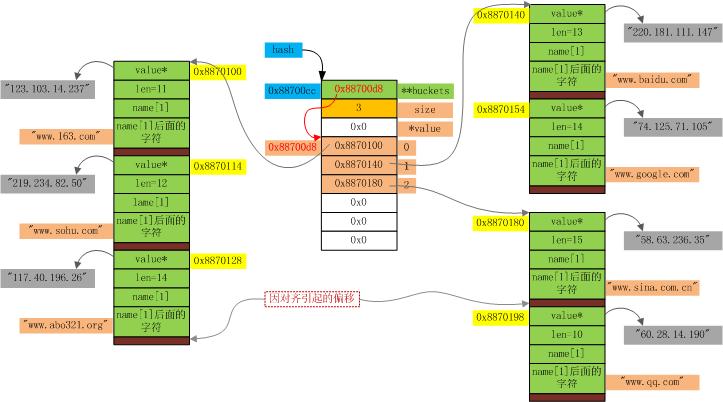 value*
0x8870100
"123.103.14.237"
len=11
name[1]
"www.163.com"
name[1]后面的
字符
value*
0x8870114
"219.234.82.50"
len=12
lame[1]
"www.sohu.com"
name[1]后面的
字符
value*
0x8870128
"117.40.196.26"
len=14
name[1]
"www.abo321.org"
name[1]后面的
字符
hash
0x88700cc
0x88700d8
**buckets
3
size
0x0
*value
0x88700d8
0x8870100
0
0x8870140
1
0x8870180
2
0x0
0x0
0x0
因对齐引起的偏移
0x8870140
value*
"220.181.111.147"
len=13
name[1]
"www.baidu.com"
name[1]后面的
字符
0x8870154
value*
"74.125.71.105"
len=14
name[1]
"www.google.com"
name[1]后面的
字符
0x8870180
value*
"58.63.236.35"
len=15
name[1]
"www.sina.com.cn"
name[1]后面的
字符
0x8870198
value*
"60.28.14.190"
len=10
name[1]
"www.qq.com"
name[1]后面的
字符